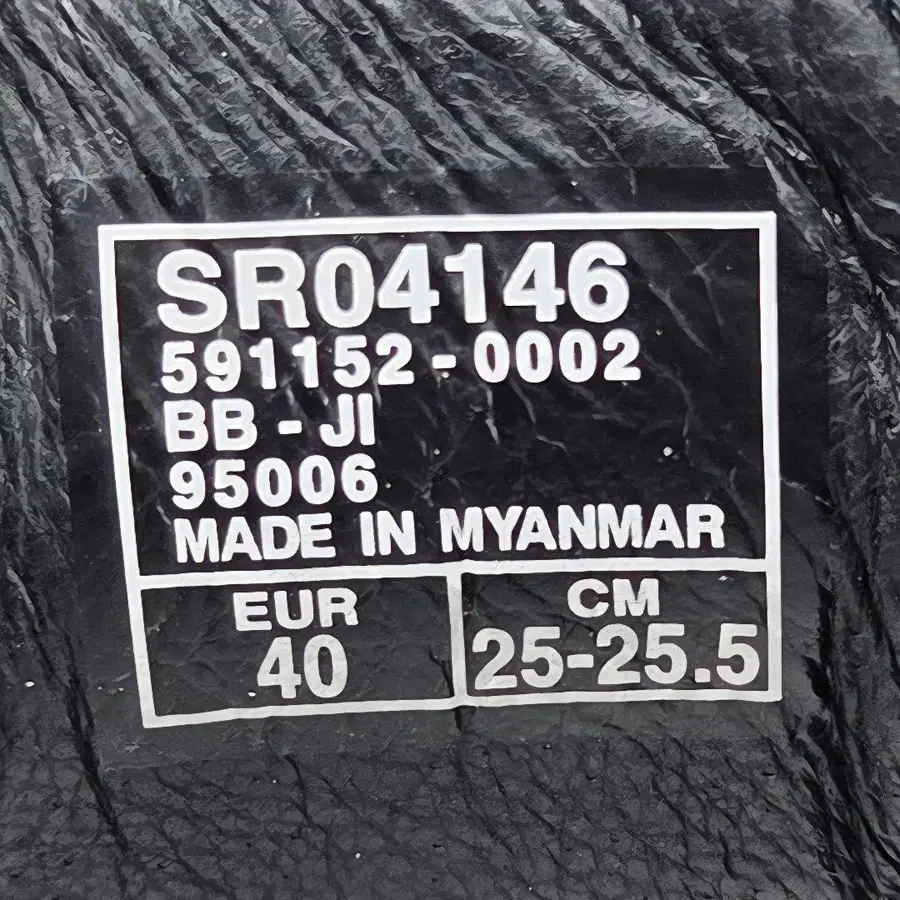 SR04146
591152-0002
BB-JI
95006
MADE IN MYANMAR
EUR
40
CM
25-25.5